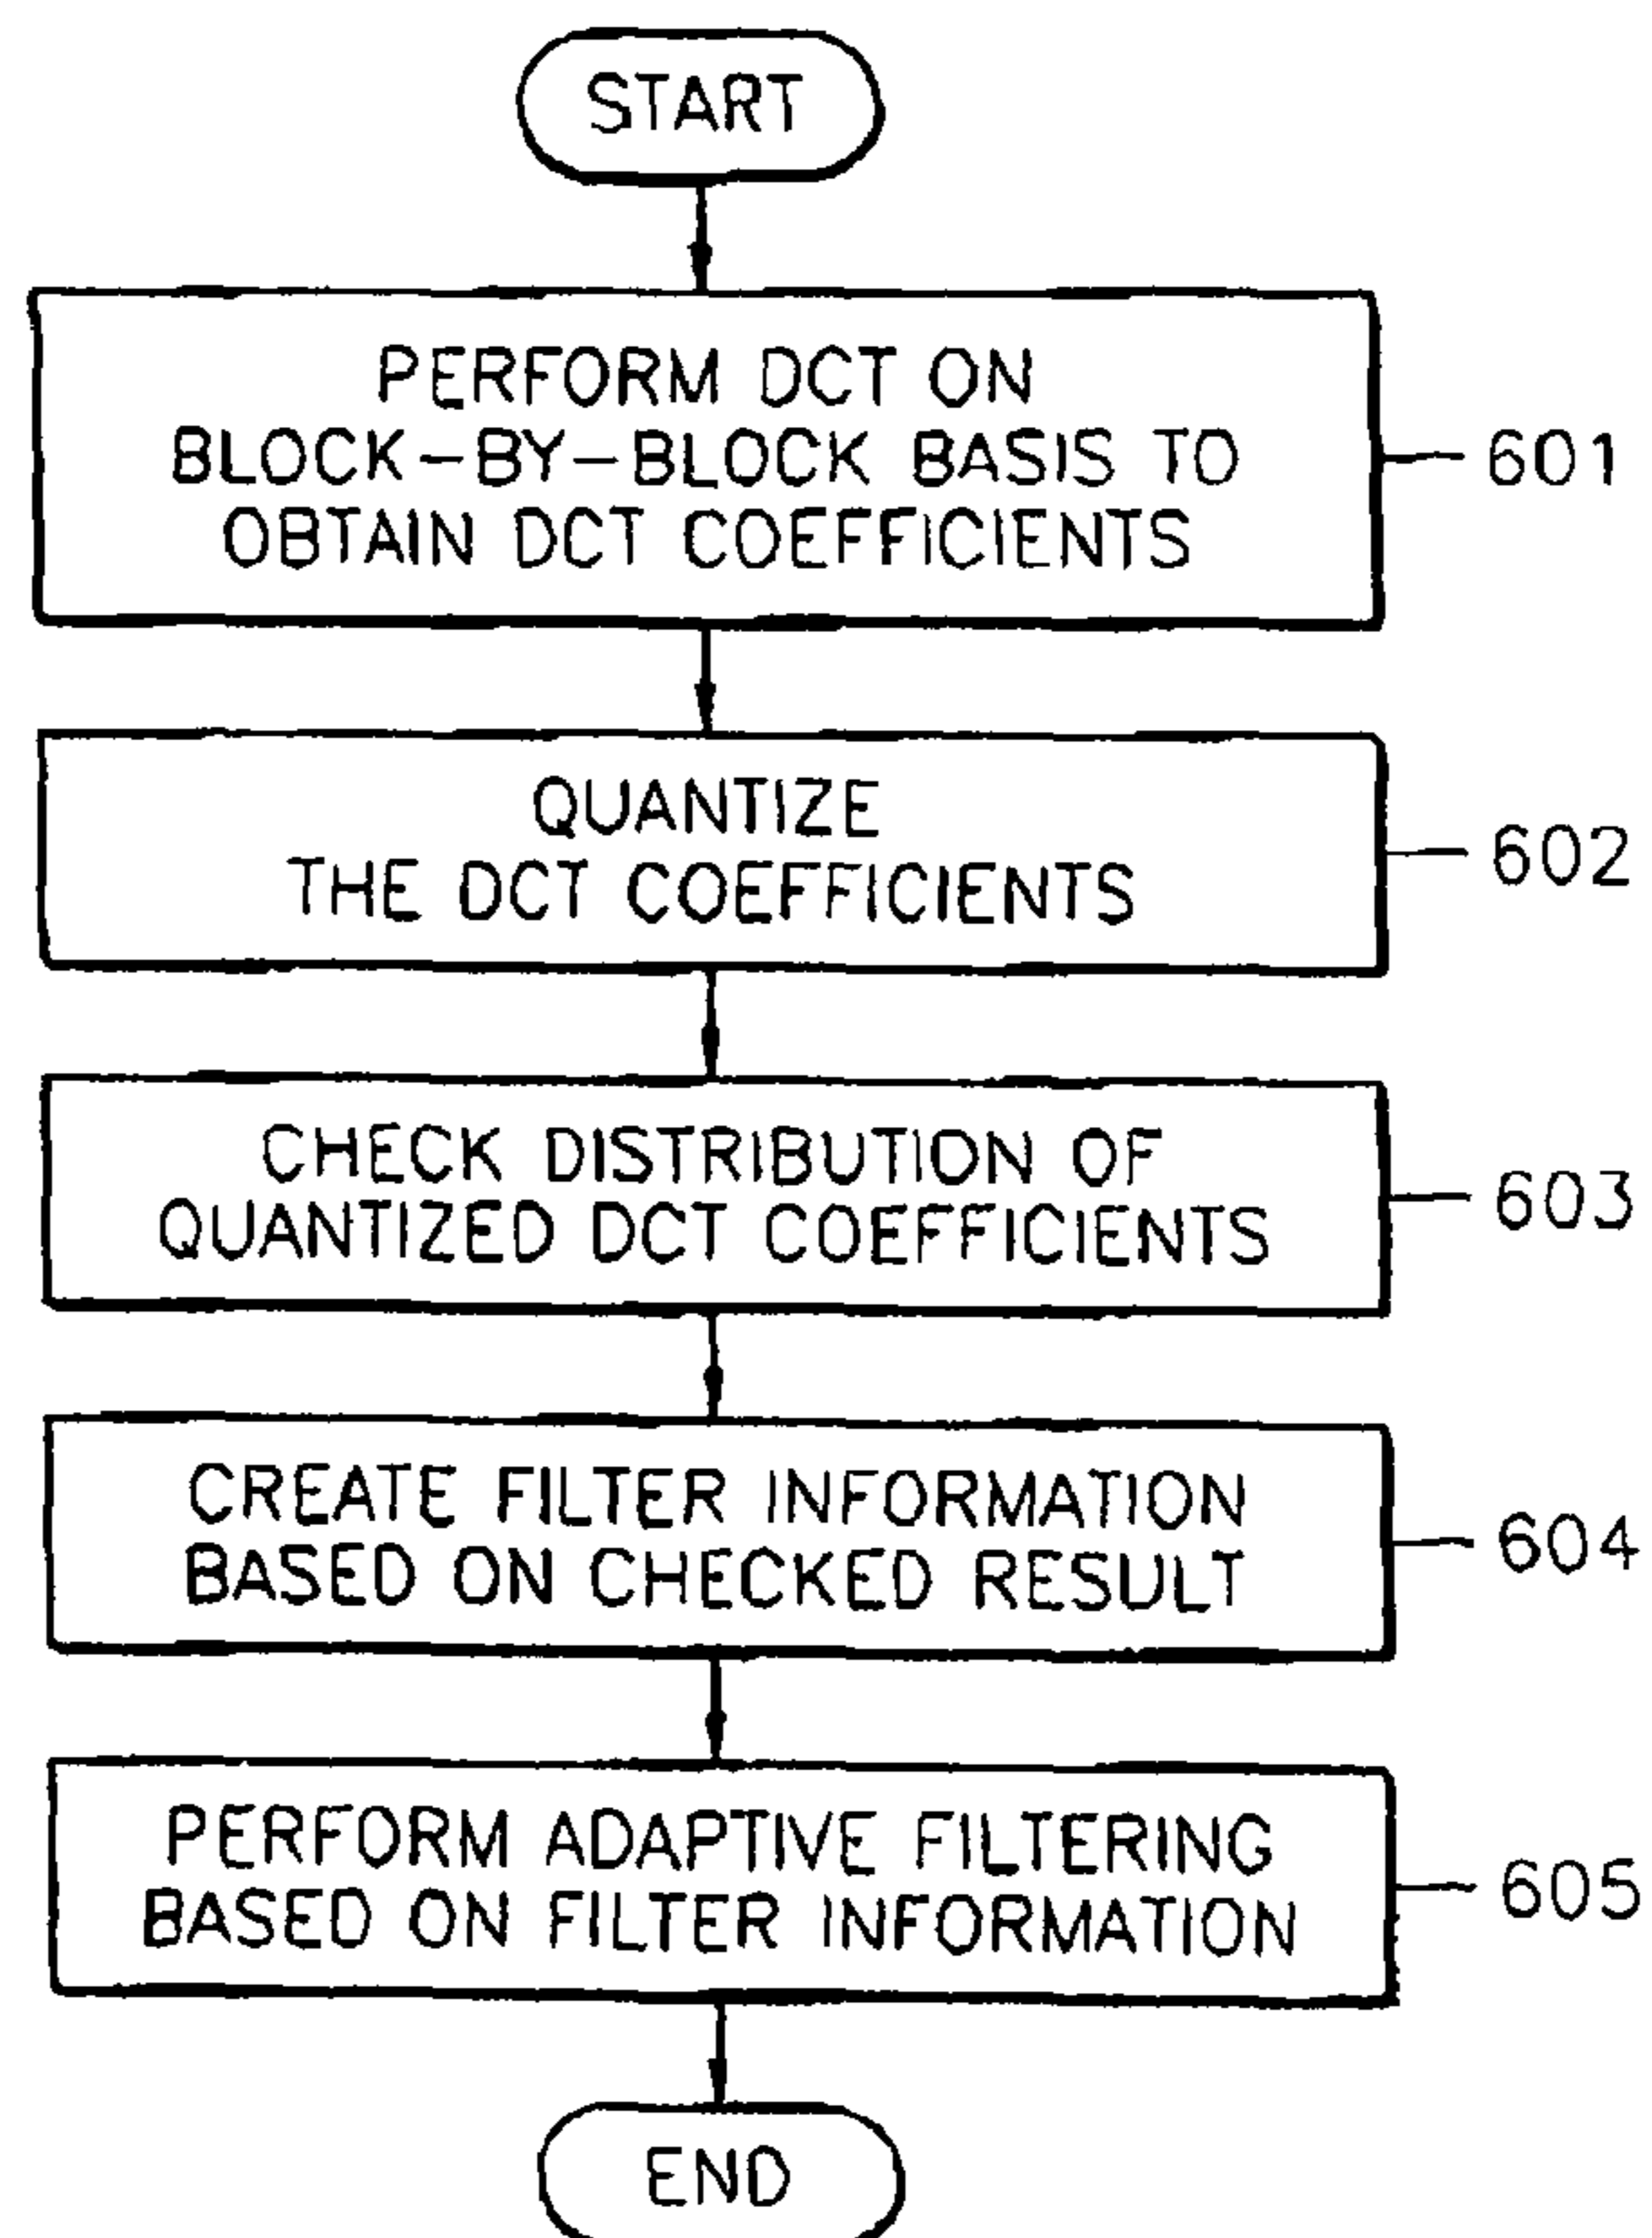 START
PERFORM DCT ON
BLOCK-BY-BLOCK BASIS TO
OBTAIN DCT COEFFICIENTS
601
QUANTIZE
THE DCT COEFFICIENTS
602
CHECK DISTRIBUTION OF
QUANTIZED DCT COEFFICIENTS
603
CREATE FILTER INFORMATION
BASED ON CHECKED RESULT
604
PERFORM ADAPTIVE FILTERING
BASED ON FILTER INFORMATION
605
END